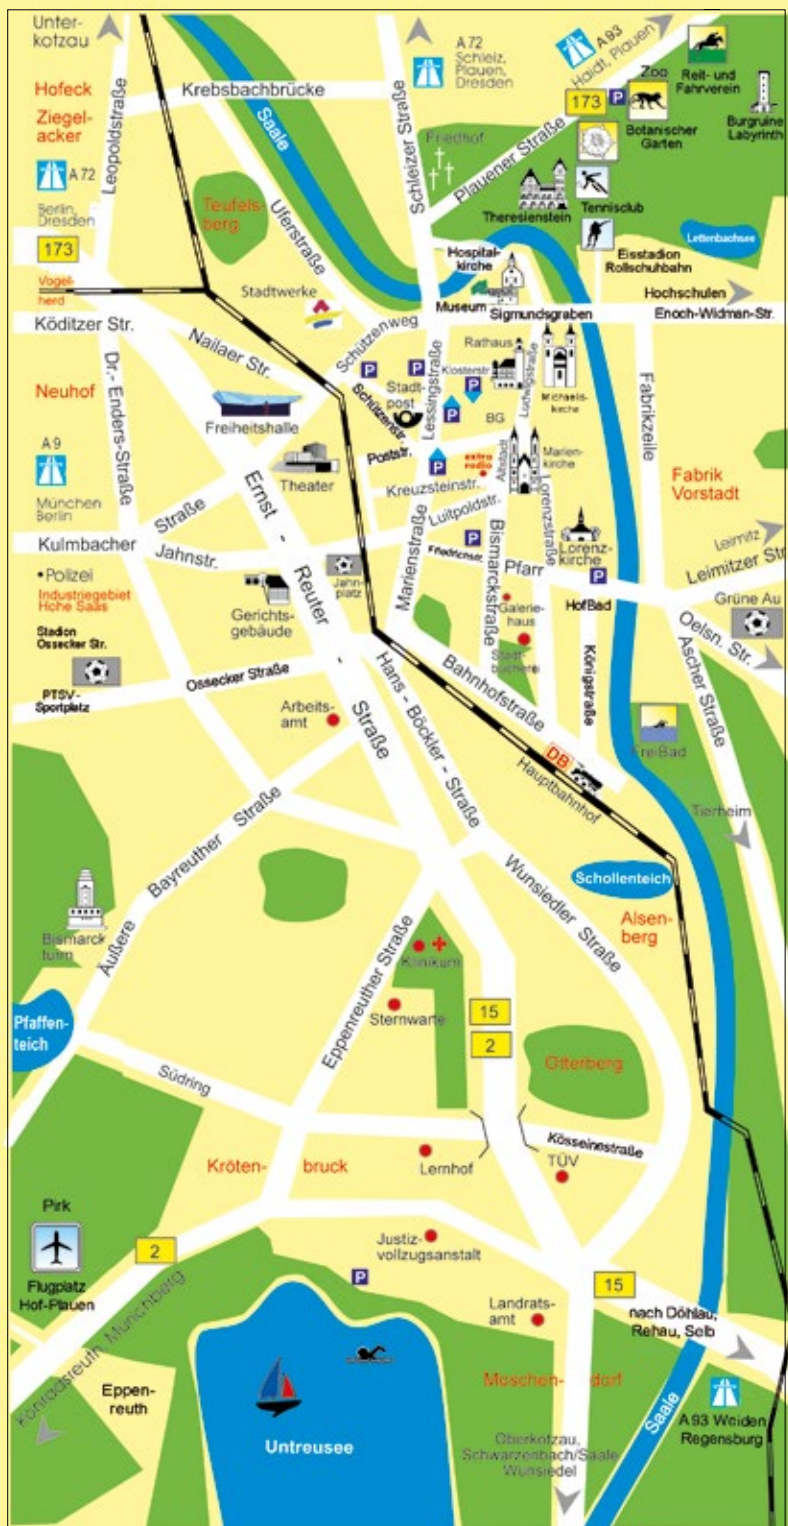 Unter-
kotzau
A 72
Schleiz,
Plauen,
Dresden
A 93
Haidt, Plauen
173
P
Zoo
Reit- und
Fahrverein
Hofeck
Ziegel-
acker
Krebsbachbrücke
Leopoldstraße
Saale
Schleizer Straße
Friedhof
Plauener Straße
Botanischer
Garten
Burgruine
Labyrinth
A 72
Berlin,
Dresden
173
Teufels-
berg
Uferstraße
Theresienstein
Tennisclub
Lettenbachsee
Vogel-
herd
Stadtwerke
Hospital-
kirche
Eisstadion
Rollschuhbahn
Museum
Sigmundsgraben
Hochschulen
Enoch-Widman-Str.
Köditzer Str.
Nailaer Str.
Schützenweg
P
P
Rathaus
Klosterstr.
P
Ludwigstraße
Michaelis-
kirche
Neuhof
Dr.- Enders-Straße
Freiheitshalle
Stadt-
post
Schützenstr.
Lessingstraße
P
BG
Fabrikzeile
A 9
München
Berlin
Theater
Poststr.
P
extra
radio
Altstadt
Marien-
kirche
Fabrik
Vorstadt
Kreuzsteinstr.
Luitpoldstr.
Lorenzstraße
Ernst - Reuter - Straße
Kulmbacher
Straße
Jahnstr.
Jahn-
platz
Marienstraße
P
Friedrichstr.
Bismarckstraße
Pfarr
Lorenz-
kirche
P
Leimitz
Leimitzer Str.
•Polizei
Industriegebiet
Hohe Saas
Stadion
Ossecker Str.
PTSV-
Sportplatz
Gerichts-
gebäude
Galerie-
haus
HofBad
Grüne Au
Oelsn. Str.
Ossecker Straße
Stadt-
bücherei
Königstraße
Ascher Straße
Bahnhofstraße
Hans - Böckler - Straße
Arbeits-
amt
DB
Hauptbahnhof
FreiBad
Tierheim
Äußere Bayreuther Straße
Wunsiedler Straße
Schollenteich
Alsen-
berg
Bismarck
turm
Eppenreuther Straße
Klinikum
Sternwarte
15
2
Pfaffen-
teich
Südring
Otterberg
Kösseinestraße
Kröten-
bruck
Lernhof
TÜV
Pirk
Flugplatz
Hof-Plauen
2
Justiz-
vollzugsanstalt
P
15
nach Döhlau,
Rehau, Selb
Konradsreuth, Münchberg
Landrats-
amt
Eppen-
reuth
Moschen-
dorf
Saale
A 93 Weiden
Regensburg
Untreusee
Oberkotzau,
Schwarzenbach/Saale
Wunsiedel